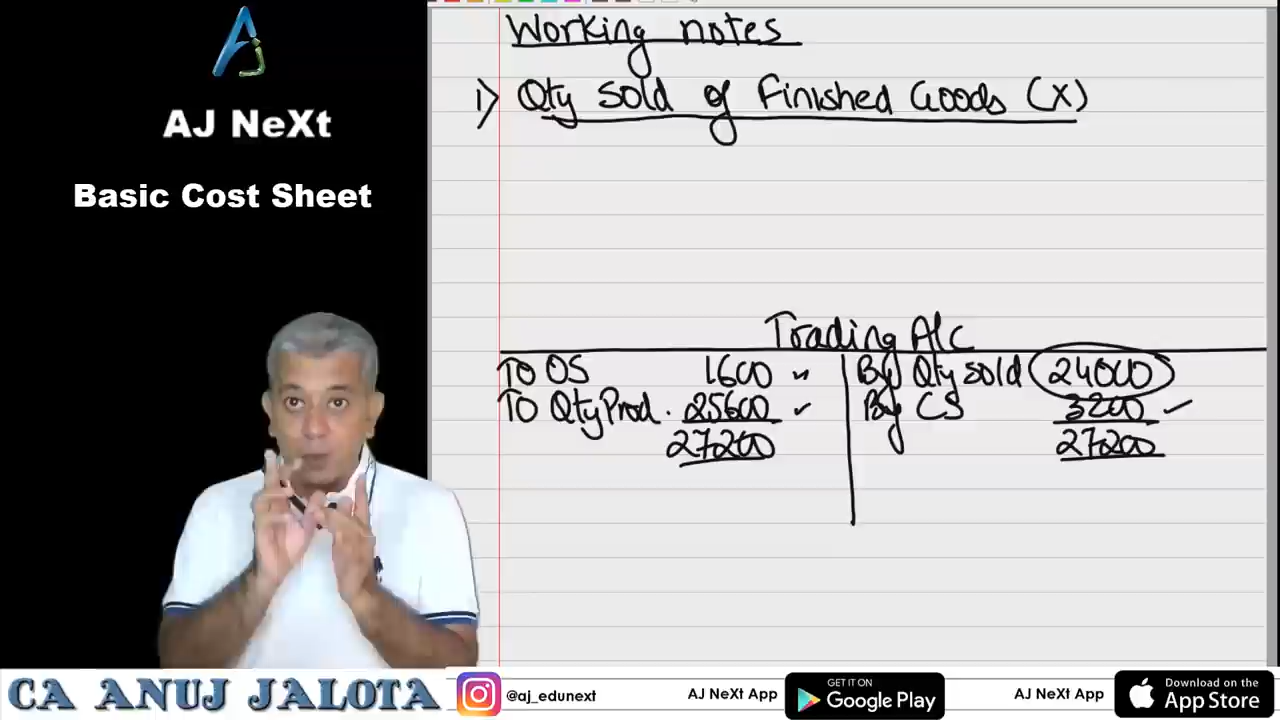 AJ
AJ NeXt
Basic Cost Sheet
Working notes
1) Qty sold of Finished Goods (X)
Trading A/c
To OS 1600 By Qty sold 24000
To Qty Prod. 25600 By CS 3200
27200 27200
CA ANUJ JALOTA @aj_edunext AJ NeXt App GET IT ON Google Play AJ NeXt App Download on the App Store